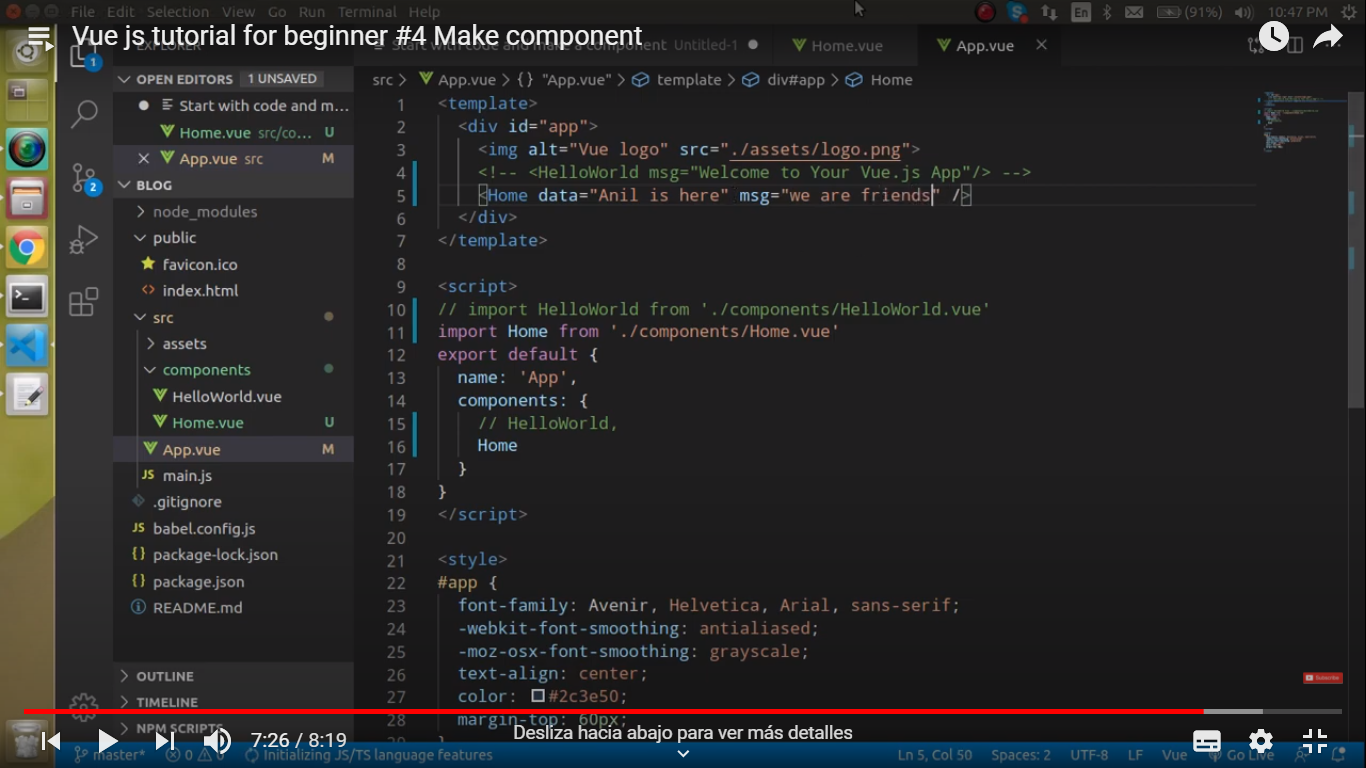 File Edit Selection View Go Run Terminal Help
En (91%) 10:47 PM
Vue js tutorial for beginner #4 Make component
EXPLORER
1
Start with code and make a component Untitled-1
Home.vue
App.vue
OPEN EDITORS 1 UNSAVED
Start with code and m...
Home.vue src/co... U
App.vue src M
2
BLOG
node_modules
public
favicon.ico
index.html
src
assets
components
HelloWorld.vue
Home.vue U
App.vue M
main.js
.gitignore
babel.config.js
package-lock.json
package.json
README.md
OUTLINE
TIMELINE
NPM SCRIPTS
src > App.vue > {} "App.vue" > template > div#app > Home
1 <template>
2 <div id="app">
3 <img alt="Vue logo" src="./assets/logo.png">
4 <!-- <HelloWorld msg="Welcome to Your Vue.js App"/> -->
5 <Home data="Anil is here" msg="we are friends" />
6 </div>
7 </template>
8
9 <script>
10 // import HelloWorld from './components/HelloWorld.vue'
11 import Home from './components/Home.vue'
12 export default {
13 name: 'App',
14 components: {
15 // HelloWorld,
16 Home
17 }
18 }
19 </script>
20
21 <style>
22 #app {
23 font-family: Avenir, Helvetica, Arial, sans-serif;
24 -webkit-font-smoothing: antialiased;
25 -moz-osx-font-smoothing: grayscale;
26 text-align: center;
27 color: #2c3e50;
28 margin-top: 60px;
Subscribe
7:26 / 8:19
Desliza hacia abajo para ver más detalles
master* 0 0 Initializing JS/TS language features
Ln 5, Col 50 Spaces: 2 UTF-8 LF Vue Go Live